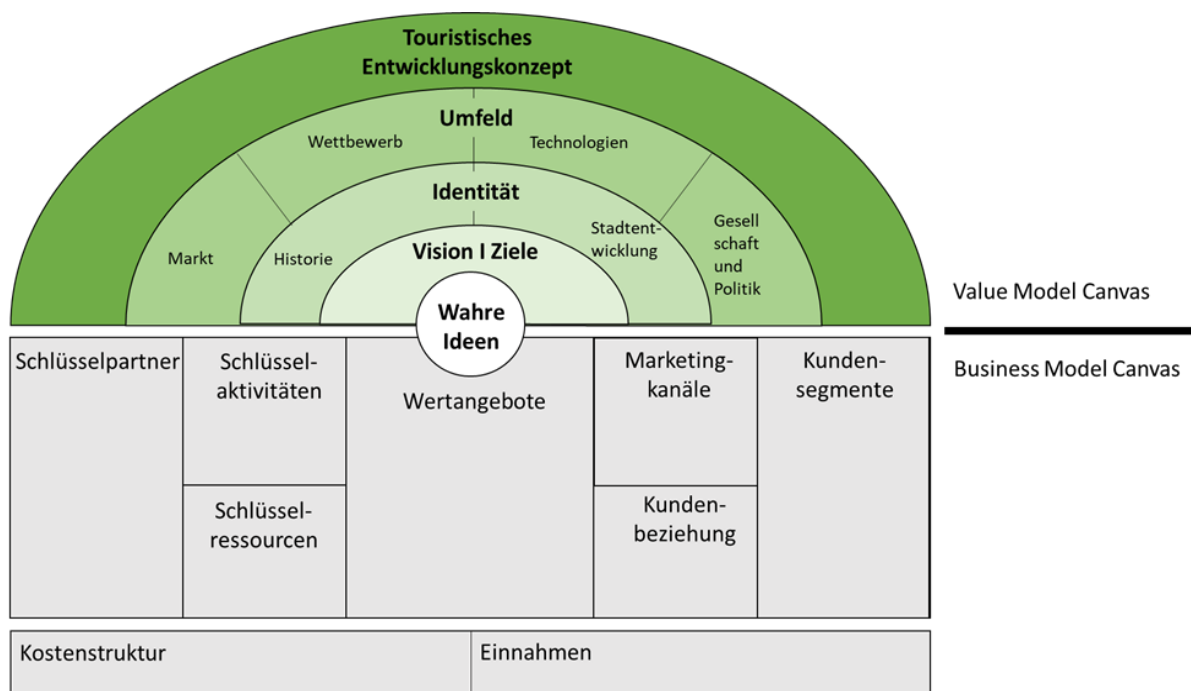 Touristisches
Entwicklungskonzept
Umfeld
Wettbewerb
Technologien
Identität
Markt
Historie
Stadtent-
wicklung
Gesell
schaft
und
Politik
Vision I Ziele
Wahre
Ideen
Value Model Canvas
Business Model Canvas
Schlüsselpartner
Schlüssel-
aktivitäten
Schlüssel-
ressourcen
Wertangebote
Marketing-
kanäle
Kunden-
beziehung
Kunden-
segmente
Kostenstruktur
Einnahmen